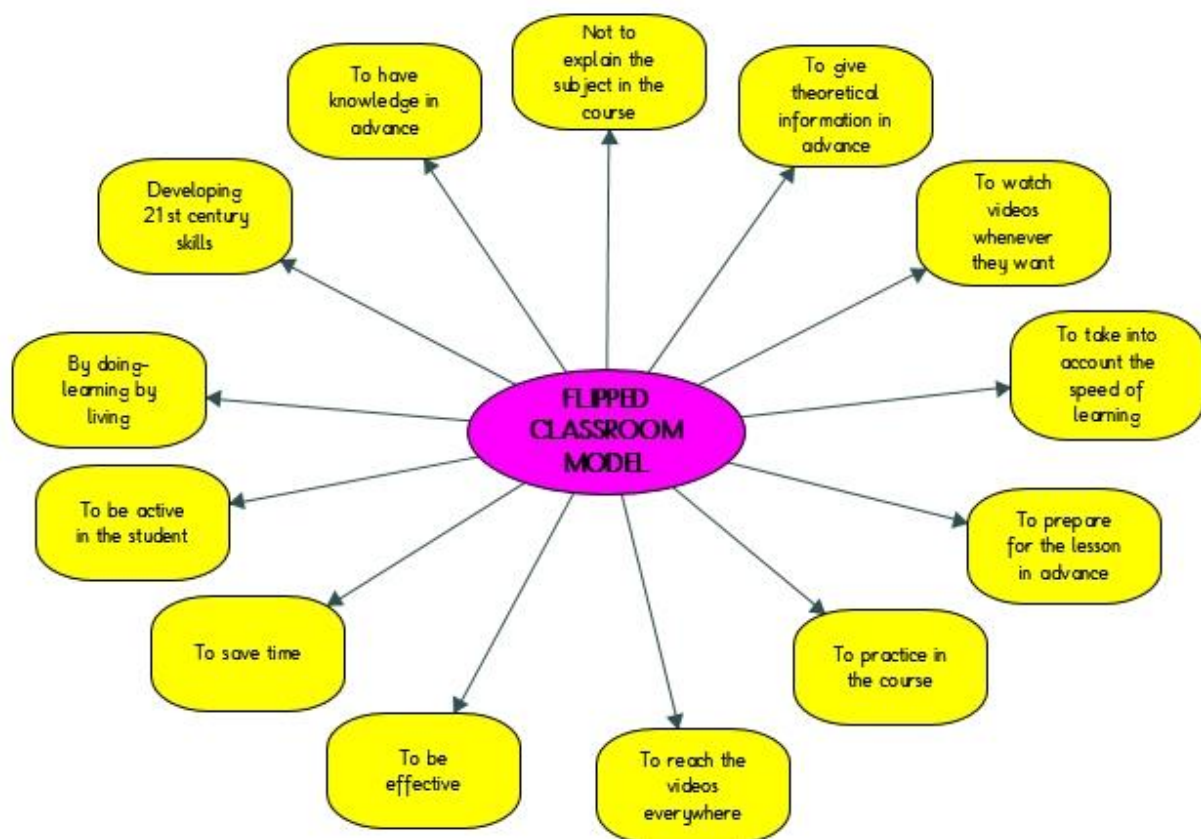 Not to
explain the
subject in the
course
To give
theoretical
information in
advance
To watch
videos
whenever
they want
To take into
account the
speed of
learning
To prepare
for the lesson
in advance
To practice in
the course
To reach the
videos
everywhere
To be
effective
To save time
To be active
in the student
By doing-
learning by
living
Developing
21st century
skills
To have
knowledge in
advance
FLIPPED
CLASSROOM
MODEL